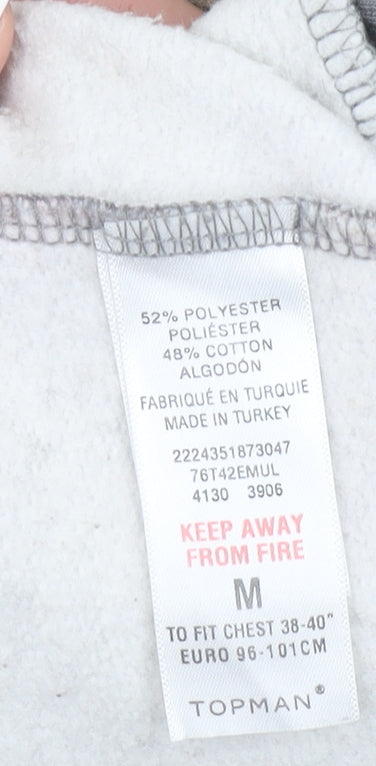 52% POLYESTER
POLIÉSTER
48% COTTON
ALGODÓN
FABRIQUÉ EN TURQUIE
MADE IN TURKEY
2224351873047
76T42EMUL
4130 3906
KEEP AWAY
FROM FIRE
M
TO FIT CHEST 38-40"
EURO 96-101CM
TOPMAN®